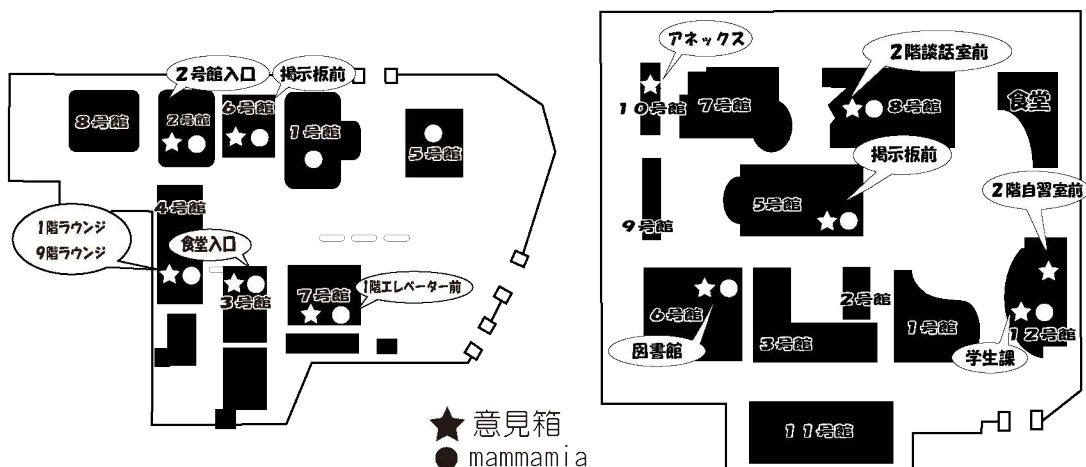 2号館入口
掲示板前
8号館
2号館
6号館
1号館
5号館
4号館
1階ラウンジ
9階ラウンジ
食堂入口
3号館
7号館
1階エレベーター前
アネックス
2階談話室前
10号館
7号館
8号館
食堂
掲示板前
5号館
9号館
2階自習室前
6号館
2号館
3号館
1号館
12号館
図書館
学生課
11号館
意見箱
mammamia